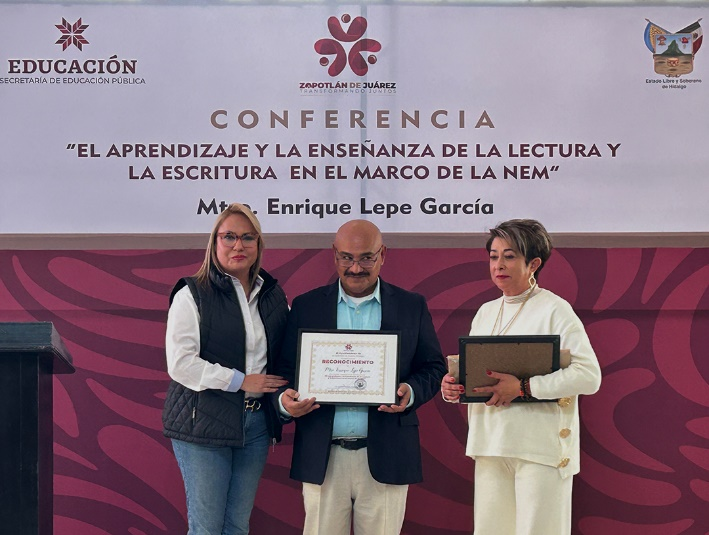 EDUCACIÓN
SECRETARÍA DE EDUCACIÓN PÚBLICA
ZAPOTLÁN DE JUÁREZ
TRANSFORMANDO JUNTOS
Estado Libre y Soberano
de Hidalgo
CONFERENCIA
"EL APRENDIZAJE Y LA ENSEÑANZA DE LA LECTURA Y
LA ESCRITURA EN EL MARCO DE LA NEM"
Enrique Lepe García
RECONOCIMIENTO